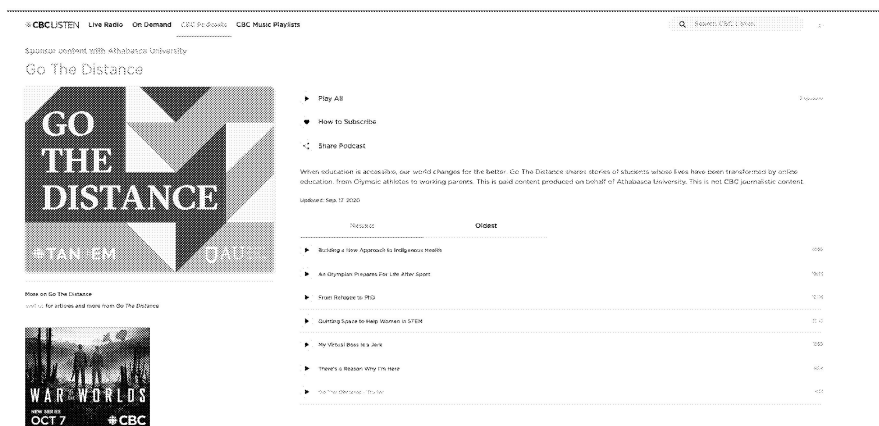 CBC LISTEN Live Radio On Demand CBC Podcasts CBC Music Playlists Search CBC Listen
Sponsor content with Athabasca University
Go The Distance
GO
THE
DISTANCE
TANDEM AU
Play All
How to Subscribe
Share Podcast
When education is accessible, our world changes for the better. Go The Distance shares stories of students whose lives have been transformed by online
education, from Olympic athletes to working parents. This is paid content produced on behalf of Athabasca University. This is not CBC journalistic content.
Updated: Sep. 17, 2020
Newest Oldest
Building a New Approach to Indigenous Health
An Olympian Prepares For Life After Sport
From Refugee to PhD
Quitting Space to Help Women in STEM
My Virtual Boss Is a Jerk
There's a Reason Why I'm Here
More on Go The Distance
for articles and more from Go The Distance
WAR OF THE WORLDS
NEW SERIES
OCT 7 CBC